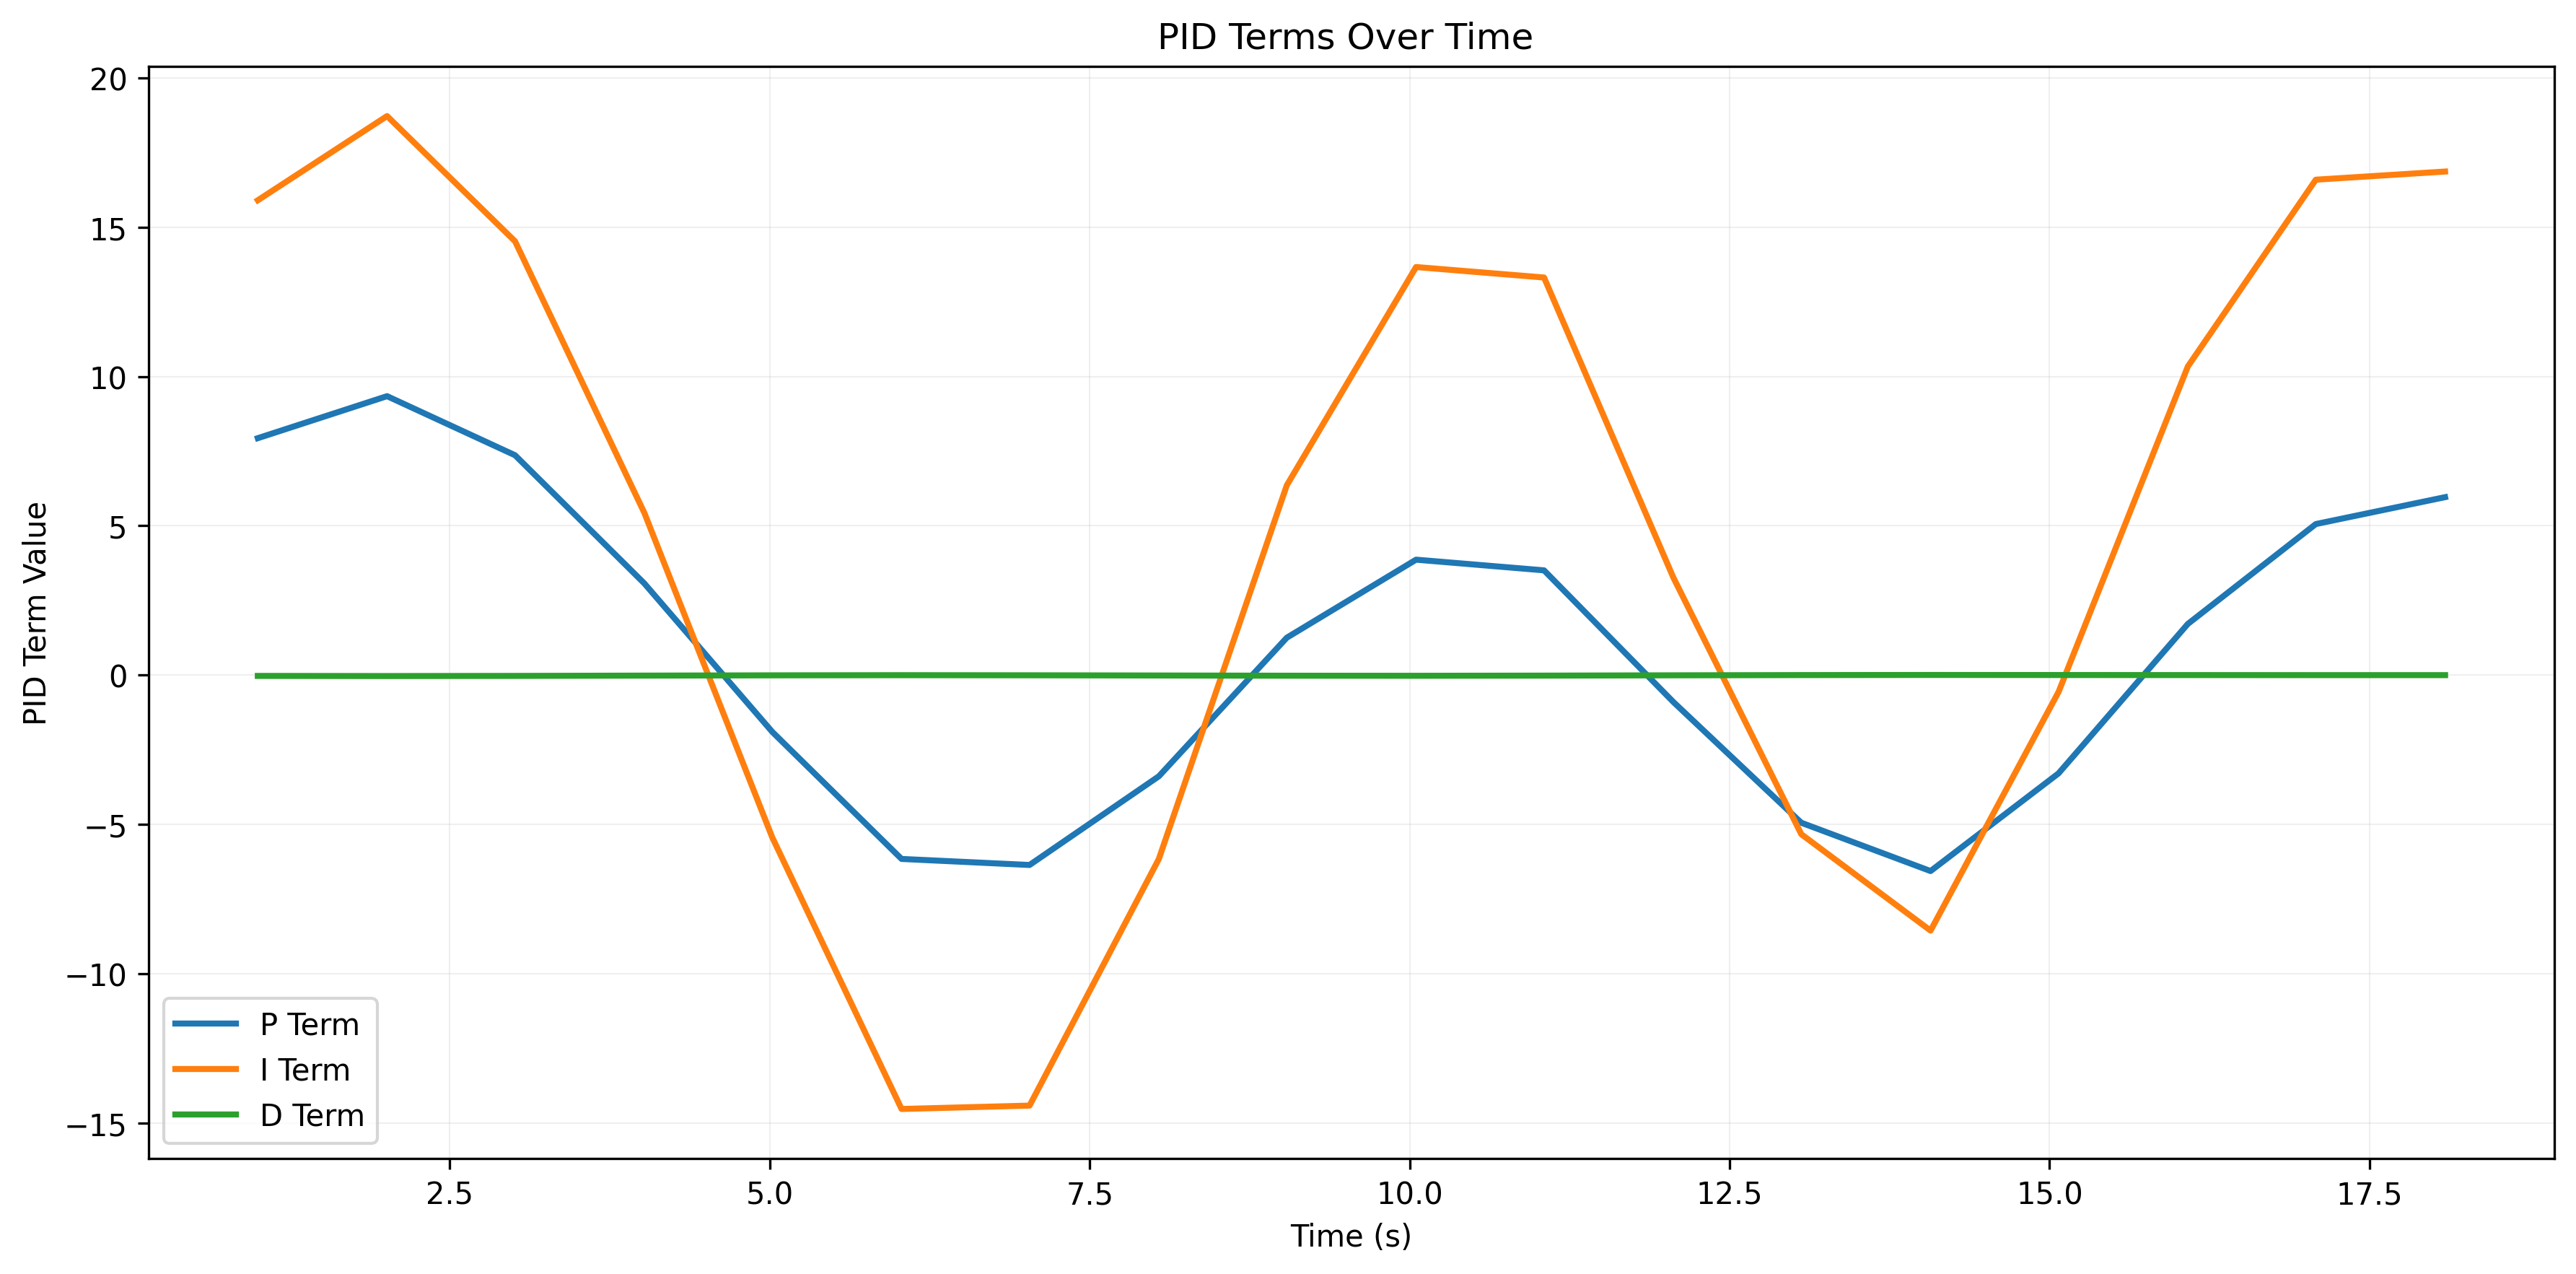 PID Terms Over Time
PID Term Value
20
15
10
5
0
−5
−10
−15
P Term
I Term
D Term
2.5 5.0 7.5 10.0 12.5 15.0 17.5
Time (s)